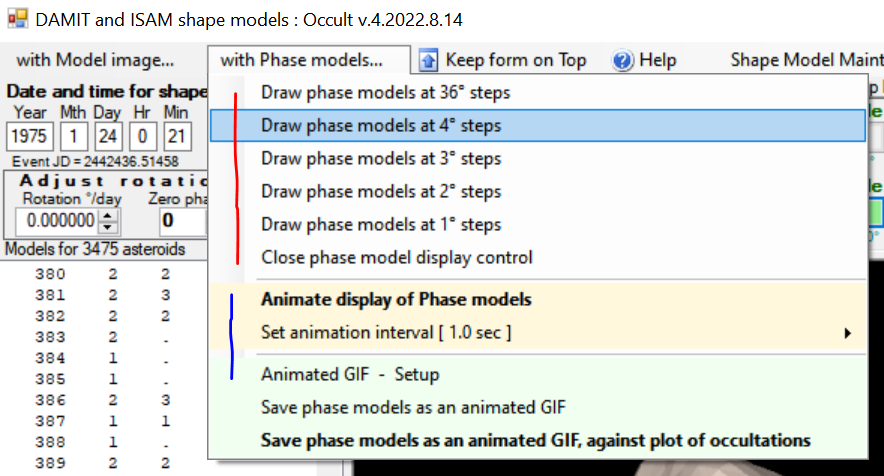 DAMIT and ISAM shape models : Occult v.4.2022.8.14
with Model image... with Phase models... Keep form on Top Help Shape Model Maint
Date and time for shape
Year Mth Day Hr Min
1975 1 24 0 21
Event JD = 2442436.51458
Adjust rotatio
Rotation °/day Zero pha
0.000000 0
Models for 3475 asteroids
380 2 2
381 2 3
382 2 2
383 2 .
384 1 .
385 1 .
386 2 3
387 1 1
388 1 .
389 2 2
Draw phase models at 36° steps
Draw phase models at 4° steps
Draw phase models at 3° steps
Draw phase models at 2° steps
Draw phase models at 1° steps
Close phase model display control
Animate display of Phase models
Set animation interval [ 1.0 sec ]
Animated GIF - Setup
Save phase models as an animated GIF
Save phase models as an animated GIF, against plot of occultations